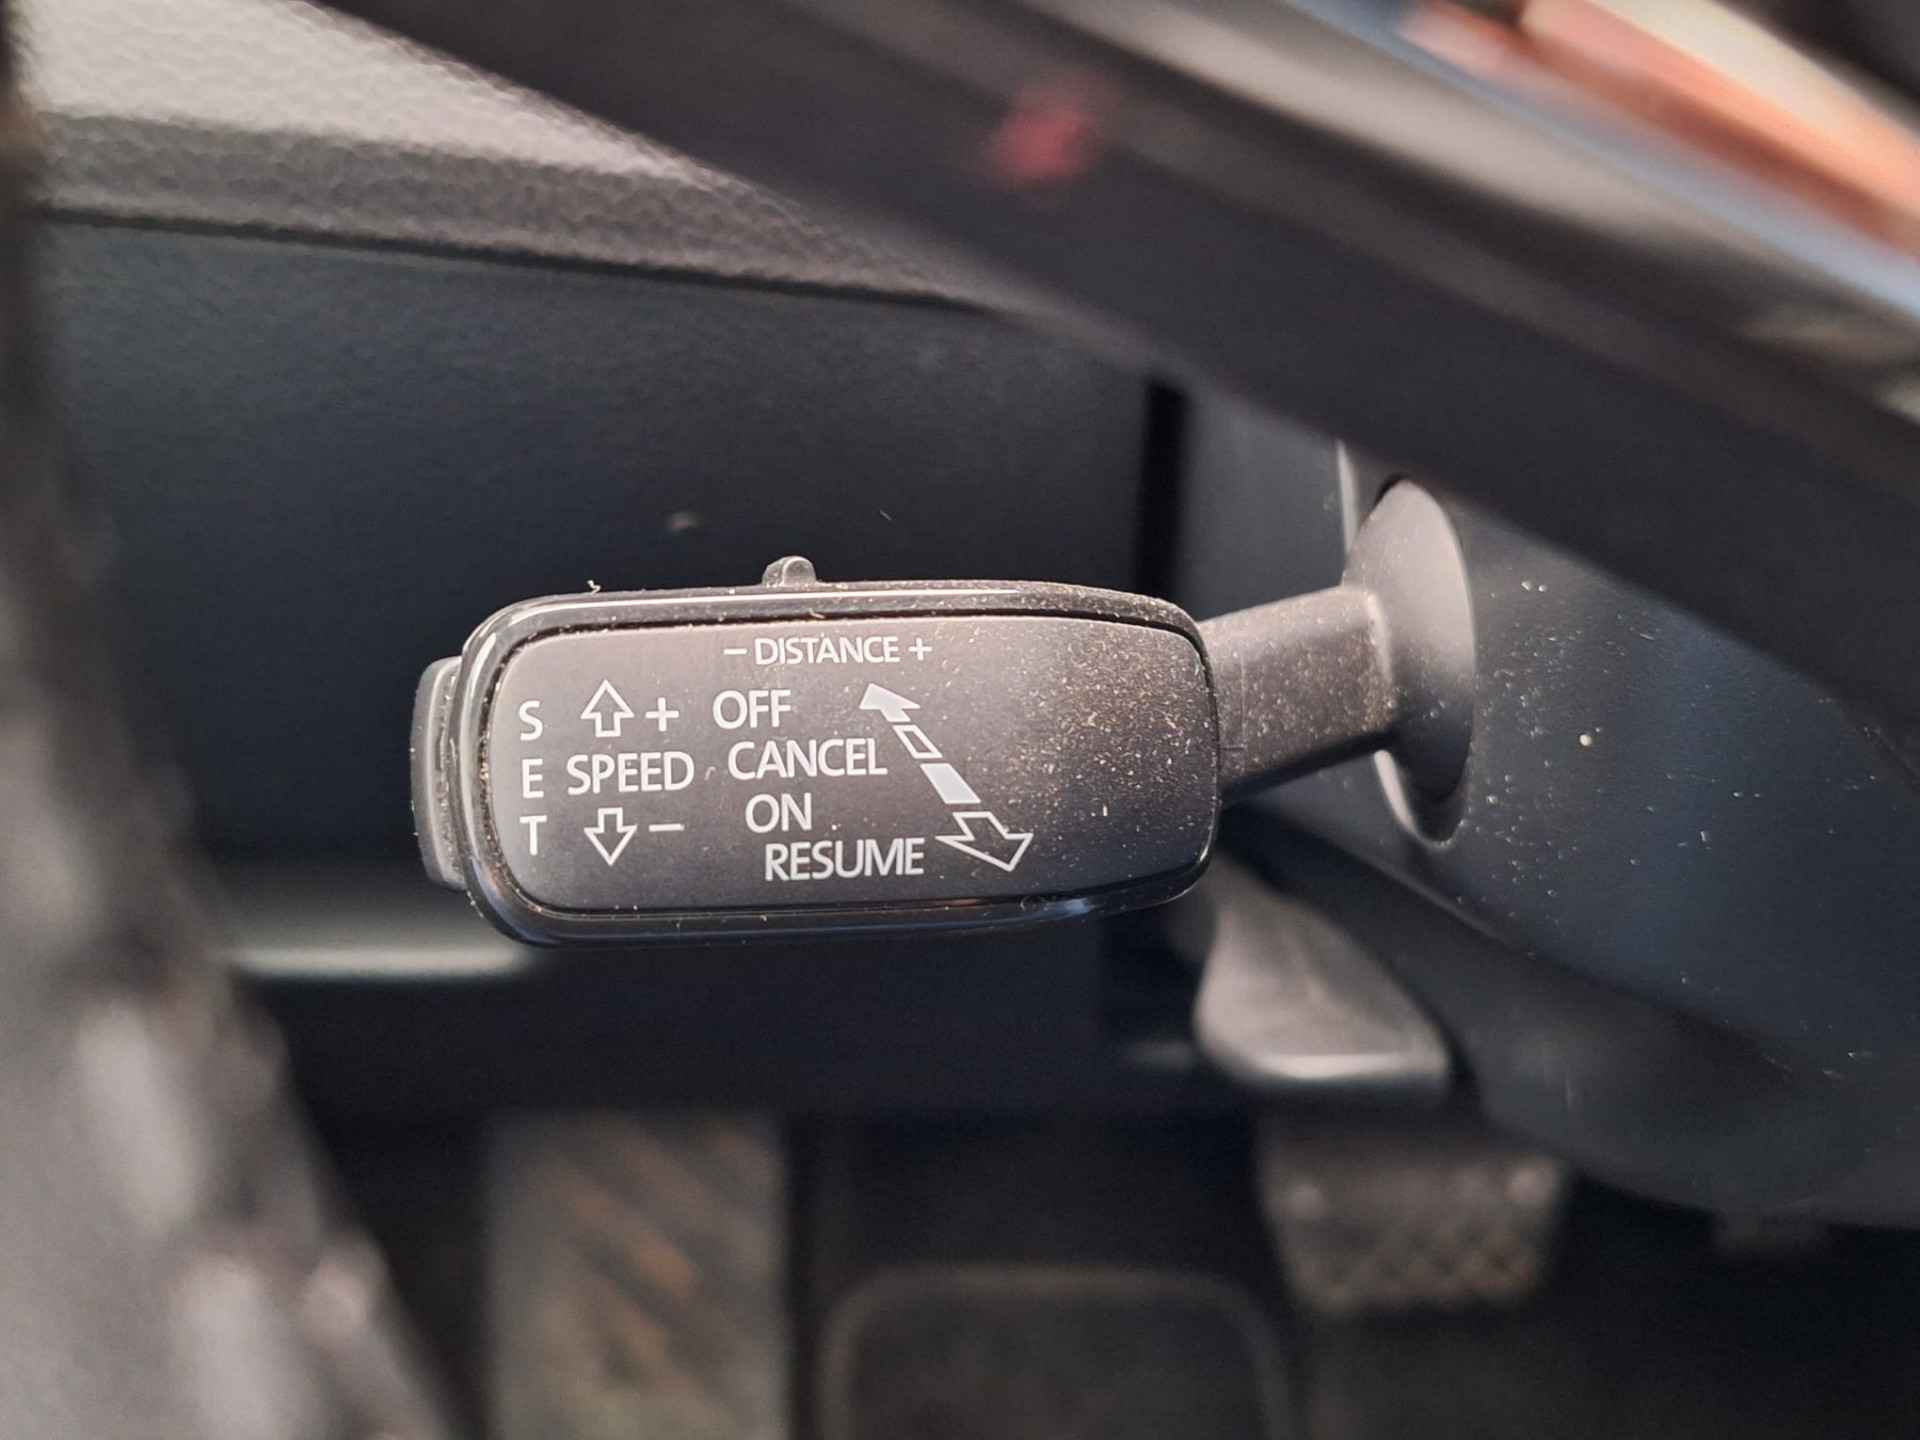 - DISTANCE +
S + OFF
E SPEED CANCEL
T - ON
RESUME